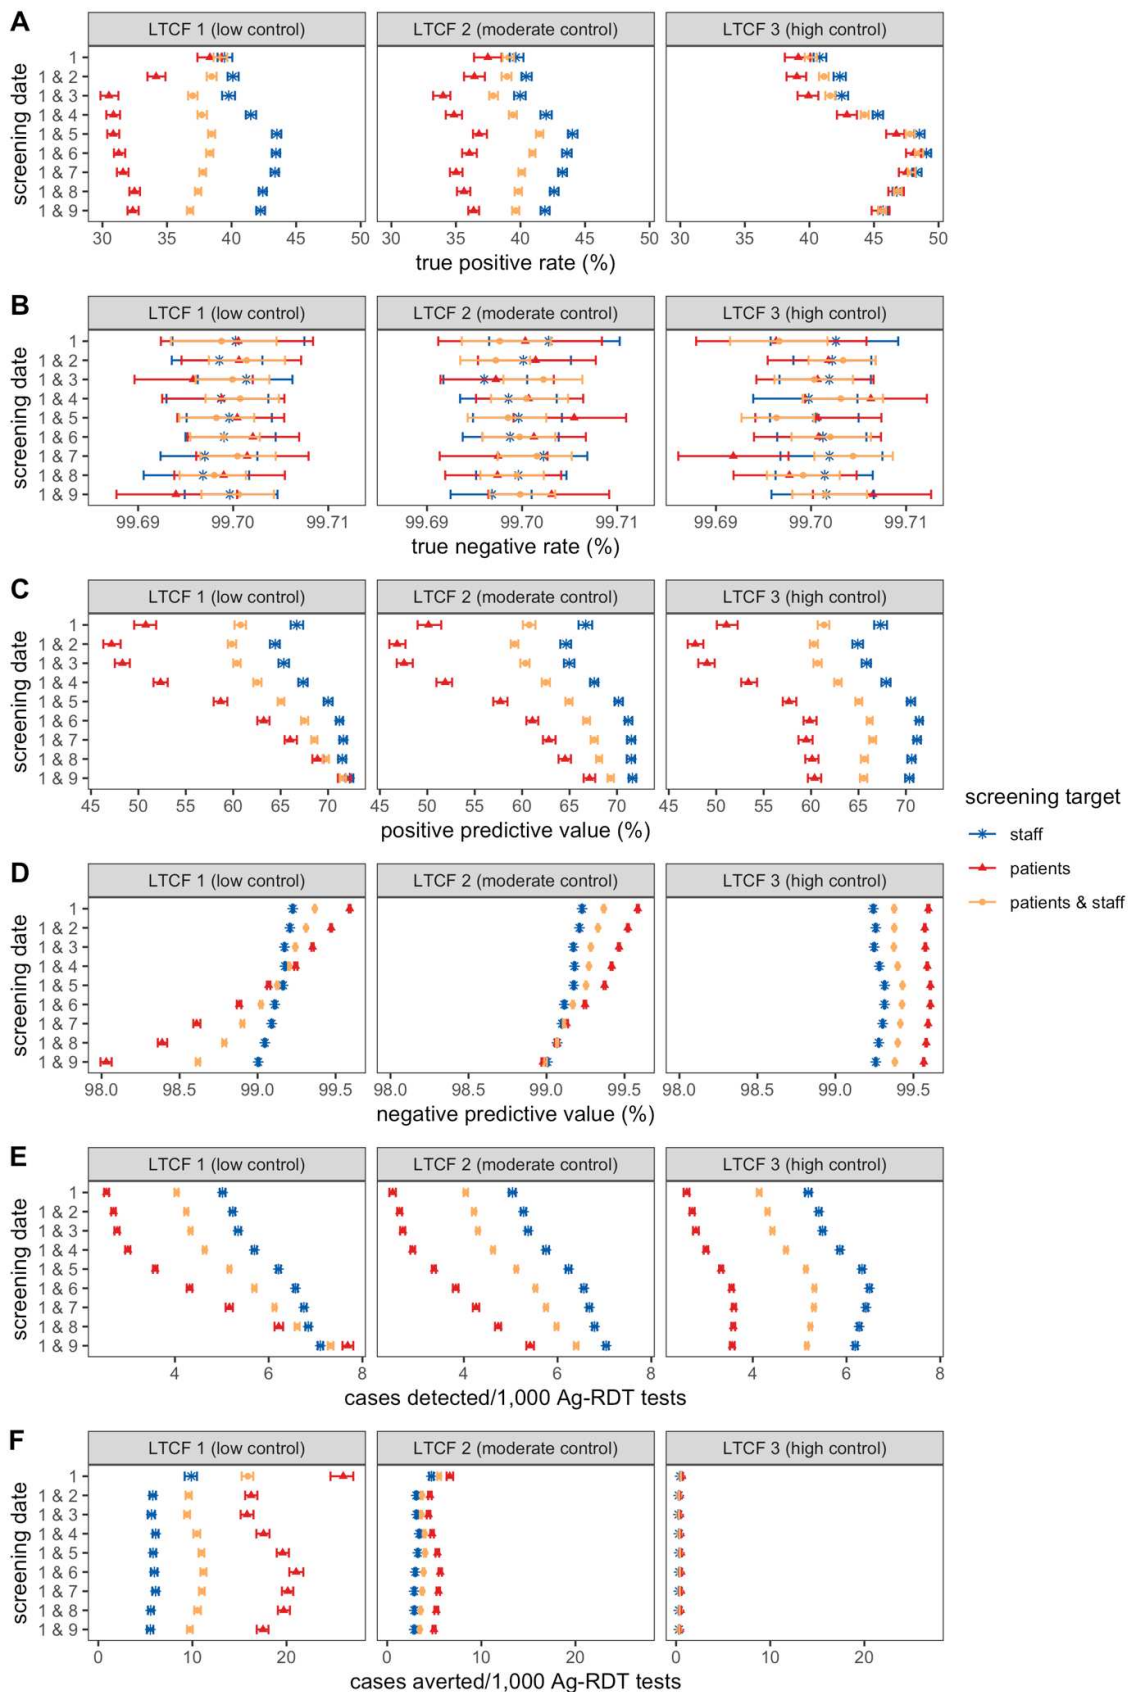 A
LTCF 1 (low control) LTCF 2 (moderate control) LTCF 3 (high control)
screening date
1
1 & 2
1 & 3
1 & 4
1 & 5
1 & 6
1 & 7
1 & 8
1 & 9
30 35 40 45 50 30 35 40 45 50 30 35 40 45 50
true positive rate (%)
B
LTCF 1 (low control) LTCF 2 (moderate control) LTCF 3 (high control)
screening date
1
1 & 2
1 & 3
1 & 4
1 & 5
1 & 6
1 & 7
1 & 8
1 & 9
99.69 99.70 99.71 99.69 99.70 99.71 99.69 99.70 99.71
true negative rate (%)
C
LTCF 1 (low control) LTCF 2 (moderate control) LTCF 3 (high control)
screening date
1
1 & 2
1 & 3
1 & 4
1 & 5
1 & 6
1 & 7
1 & 8
1 & 9
45 50 55 60 65 70 45 50 55 60 65 70 45 50 55 60 65 70
positive predictive value (%)
screening target
staff
patients
patients & staff
D
LTCF 1 (low control) LTCF 2 (moderate control) LTCF 3 (high control)
screening date
1
1 & 2
1 & 3
1 & 4
1 & 5
1 & 6
1 & 7
1 & 8
1 & 9
98.0 98.5 99.0 99.5 98.0 98.5 99.0 99.5 98.0 98.5 99.0 99.5
negative predictive value (%)
E
LTCF 1 (low control) LTCF 2 (moderate control) LTCF 3 (high control)
screening date
1
1 & 2
1 & 3
1 & 4
1 & 5
1 & 6
1 & 7
1 & 8
1 & 9
4 6 8 4 6 8 4 6 8
cases detected/1,000 Ag-RDT tests
F
LTCF 1 (low control) LTCF 2 (moderate control) LTCF 3 (high control)
screening date
1
1 & 2
1 & 3
1 & 4
1 & 5
1 & 6
1 & 7
1 & 8
1 & 9
0 10 20 0 10 20 0 10 20
cases averted/1,000 Ag-RDT tests